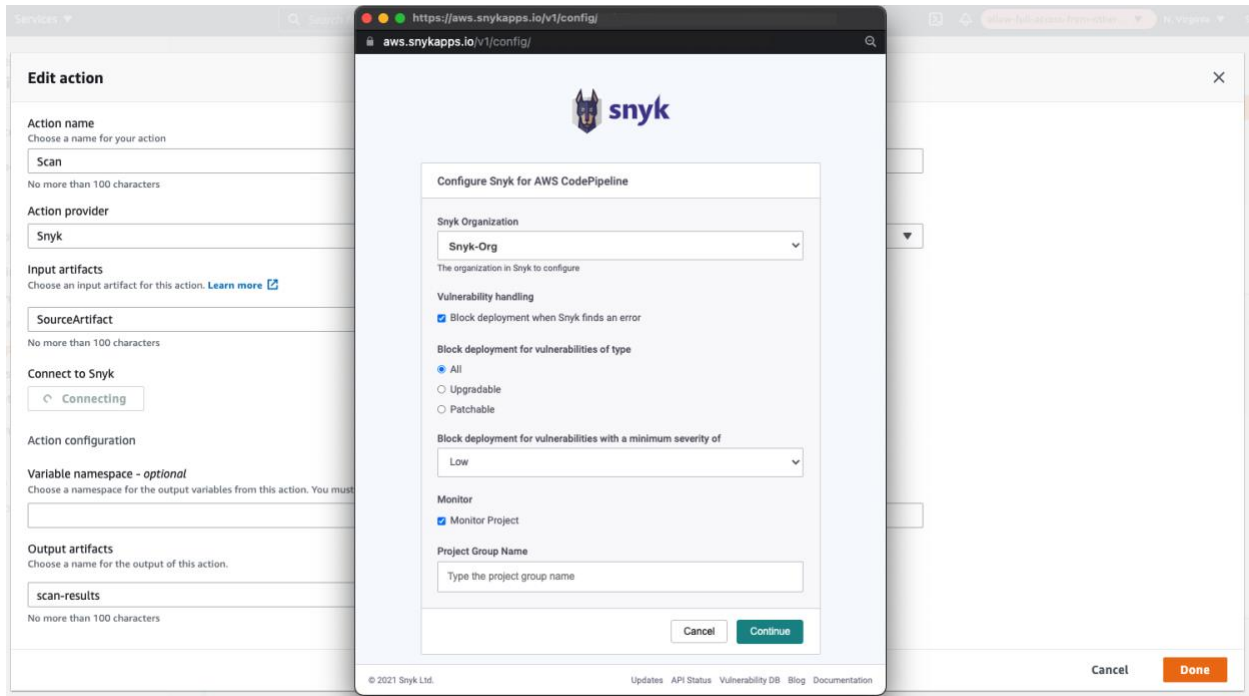 Services
https://aws.snykapps.io/v1/config/
N. Virginia
aws.snykapps.io/v1/config/
Edit action
Action name
Choose a name for your action
Scan
No more than 100 characters
Action provider
Snyk
Input artifacts
Choose an input artifact for this action. Learn more
SourceArtifact
No more than 100 characters
Connect to Snyk
Connecting
Action configuration
Variable namespace - optional
Choose a namespace for the output variables from this action. You must
Output artifacts
Choose a name for the output of this action.
scan-results
No more than 100 characters
snyk
Configure Snyk for AWS CodePipeline
Snyk Organization
Snyk-Org
The organization in Snyk to configure
Vulnerability handling
Block deployment when Snyk finds an error
Block deployment for vulnerabilities of type
All
Upgradable
Patchable
Block deployment for vulnerabilities with a minimum severity of
Low
Monitor
Monitor Project
Project Group Name
Type the project group name
Cancel
Continue
© 2021 Snyk Ltd.
Updates API Status Vulnerability DB Blog Documentation
Cancel
Done